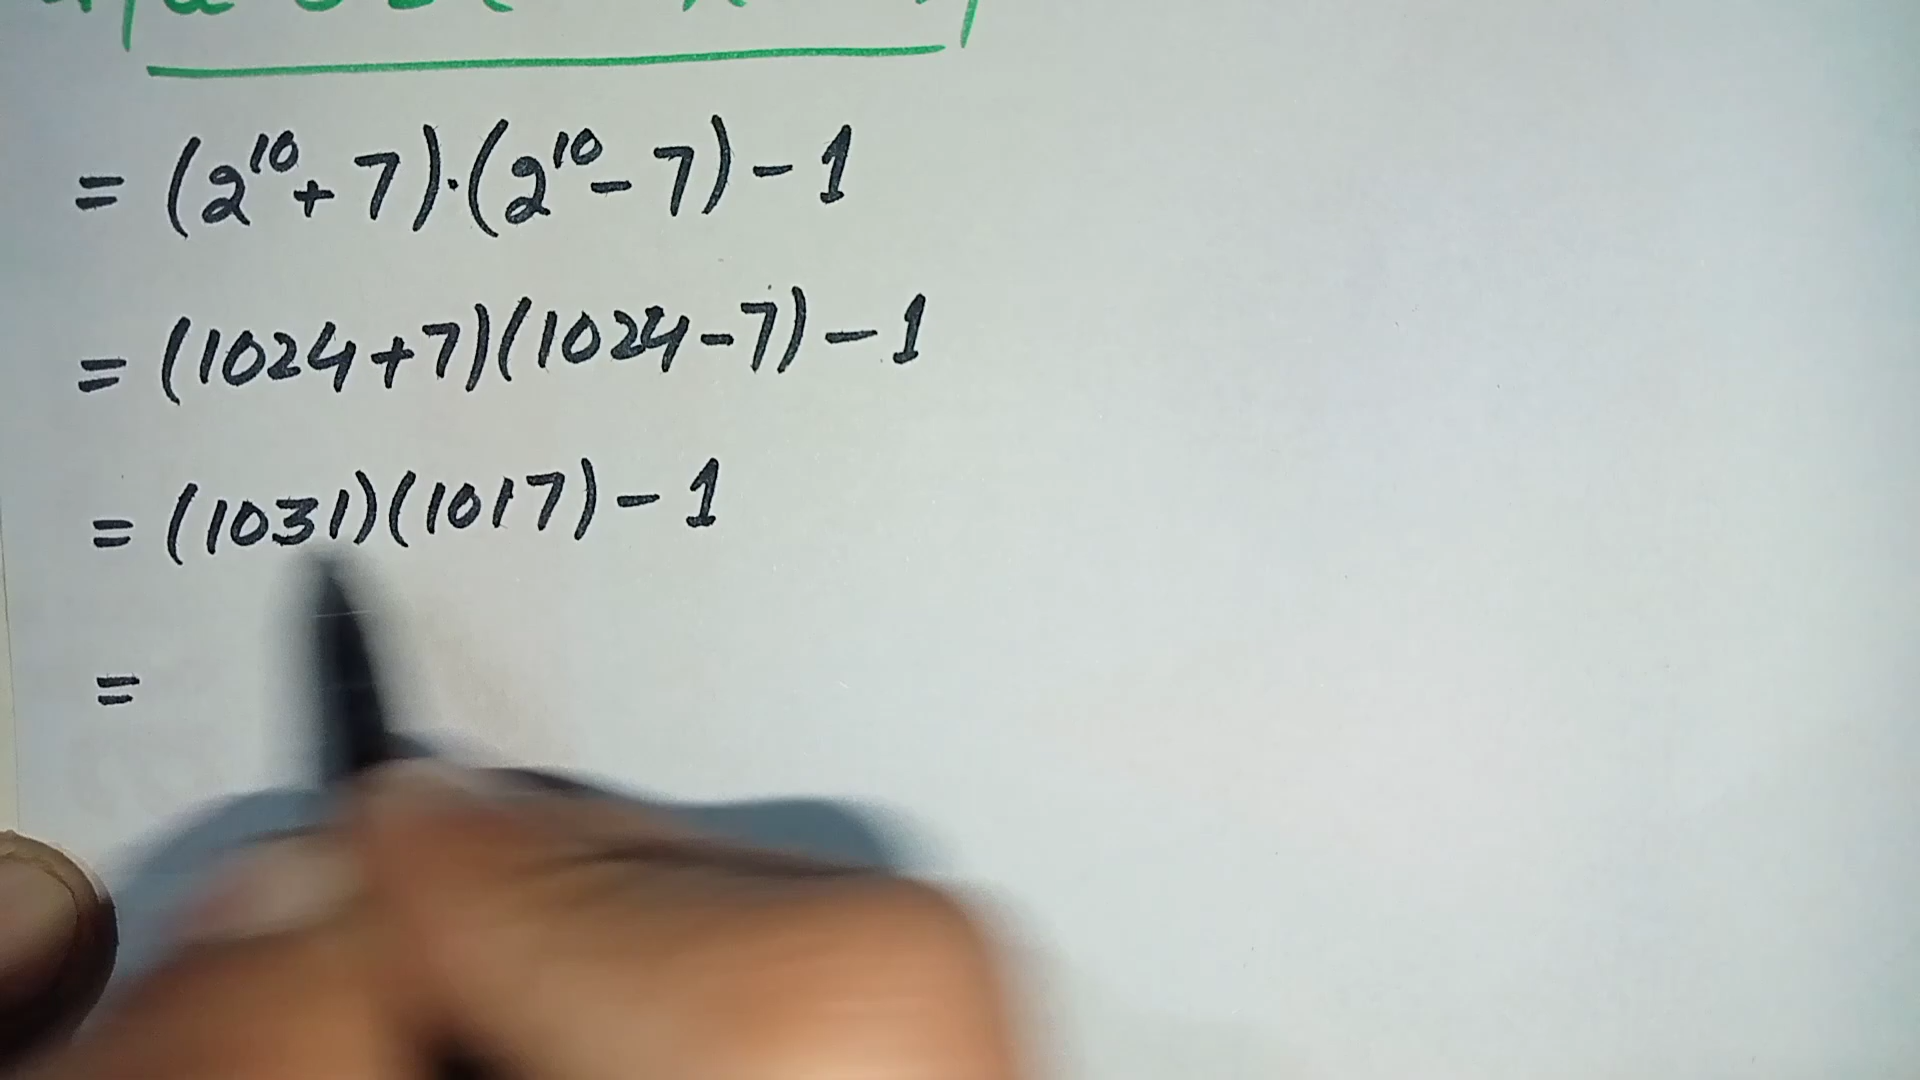 = (2¹⁰+ 7)·(2¹⁰- 7) - 1
= (1024+7)(1024-7) - 1
= (1031)(1017) - 1
=